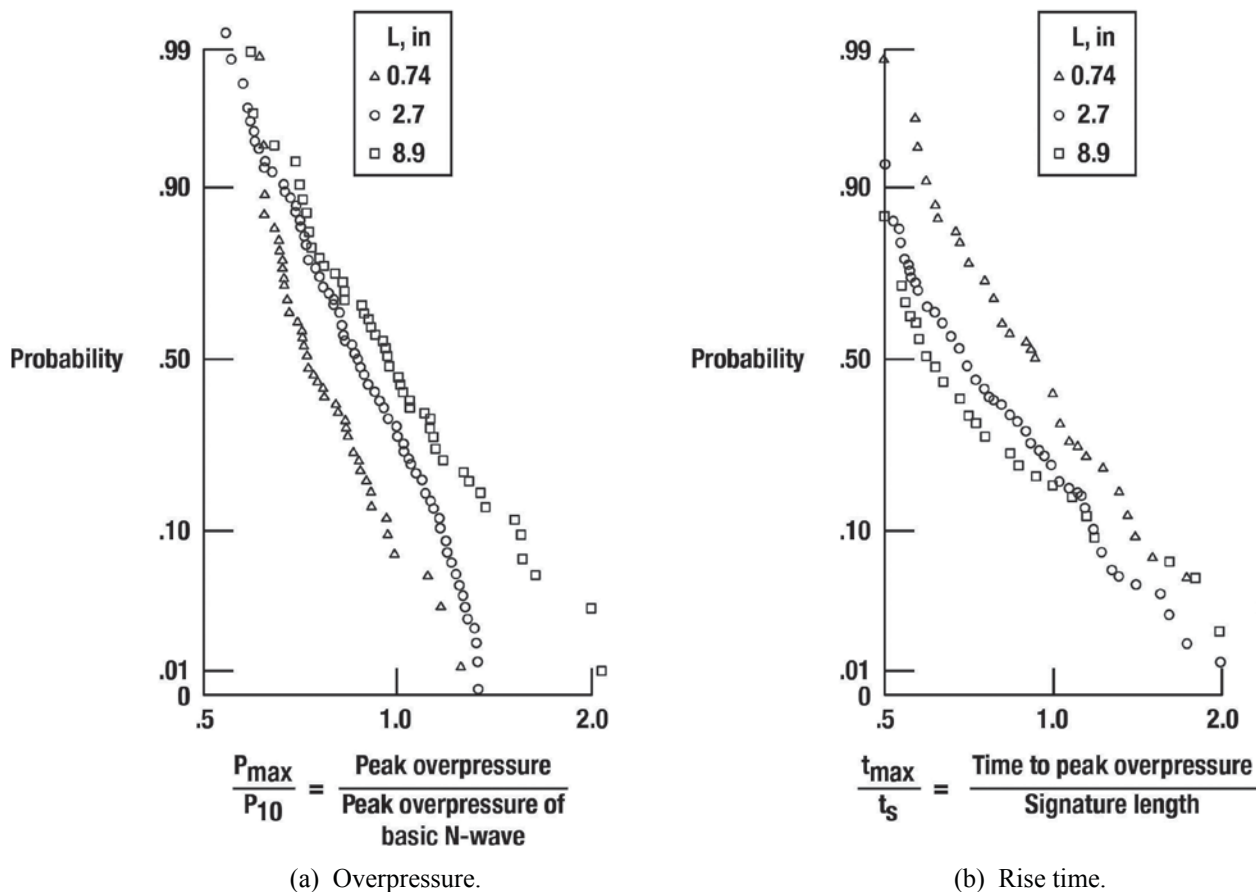 L, in
0.74
2.7
8.9
.99
.90
Probability
.50
.10
.01
0
.5
1.0
2.0
Pmax
P10
=
Peak overpressure
Peak overpressure of
basic N-wave
(a) Overpressure.
L, in
0.74
2.7
8.9
.99
.90
Probability
.50
.10
.01
0
.5
1.0
2.0
tmax
ts
=
Time to peak overpressure
Signature length
(b) Rise time.